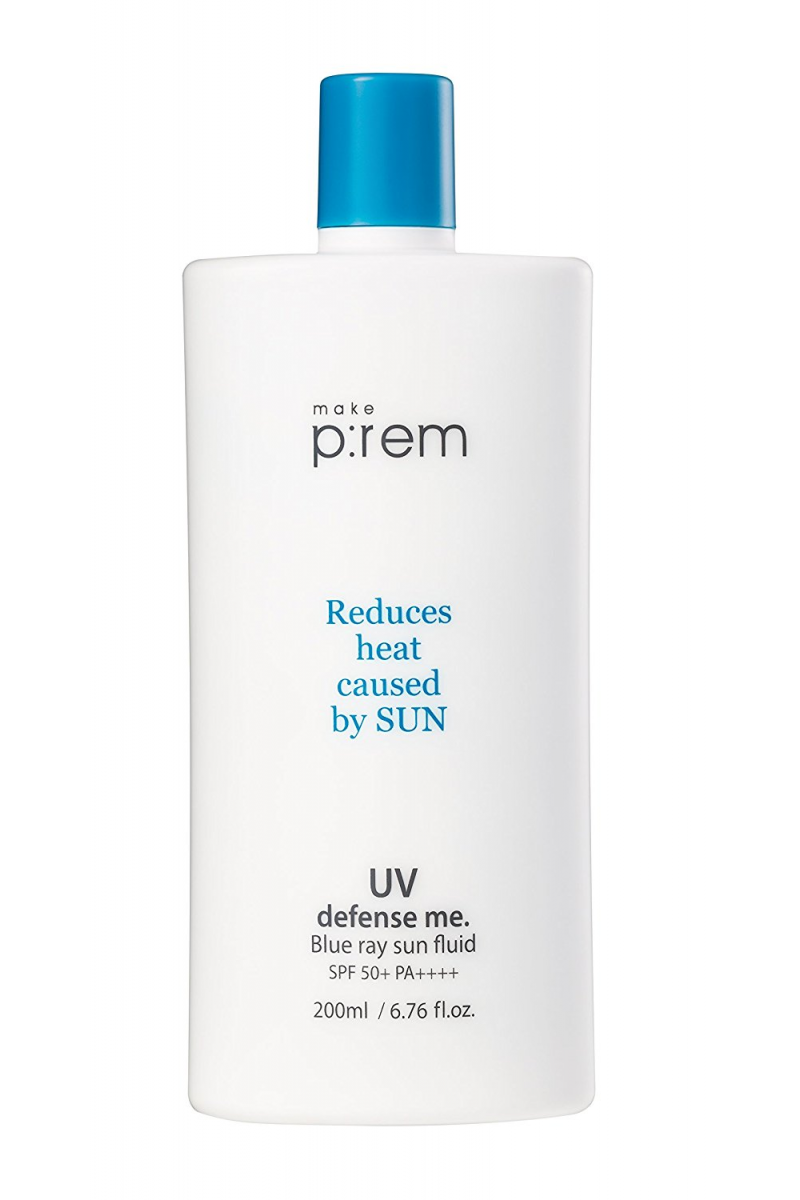 make
p:rem
Reduces
heat
caused
by SUN
UV
defense me.
Blue ray sun fluid
SPF 50+ PA++++
200ml / 6.76 fl.oz.